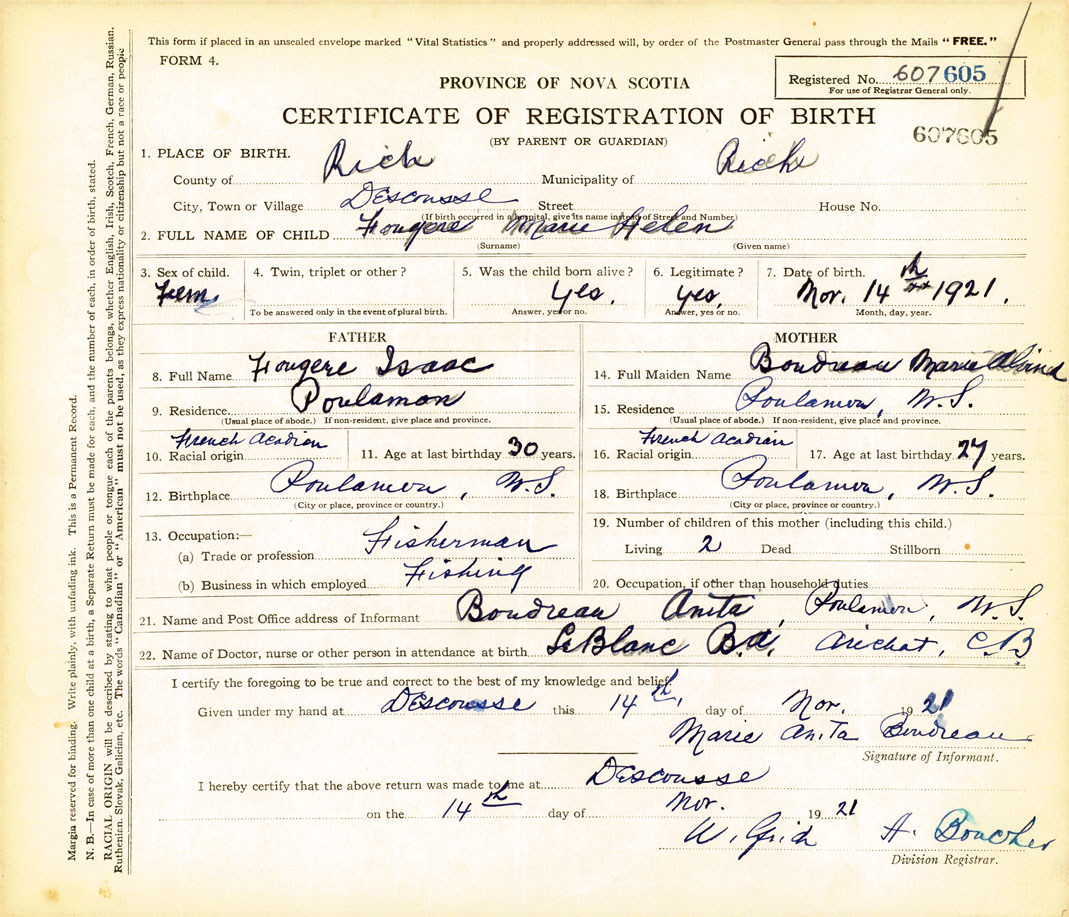 This form if placed in an unsealed envelope marked "Vital Statistics" and properly addressed will, by order of the Postmaster General pass through the Mails "FREE."
FORM 4.
Registered No. 607605
For use of Registrar General only.
PROVINCE OF NOVA SCOTIA
CERTIFICATE OF REGISTRATION OF BIRTH
607605
(BY PARENT OR GUARDIAN)
1. PLACE OF BIRTH.
County of Rich Municipality of Rich
City, Town or Village Descousse Street House No.
(If birth occurred in a hospital, give its name instead of Street and Number)
2. FULL NAME OF CHILD Fougere Marie Helen
(Surname) (Given name)
3. Sex of child. 4. Twin, triplet or other? 5. Was the child born alive? 6. Legitimate? 7. Date of birth.
Fem yes. yes, Nov. 14th 1921.
To be answered only in the event of plural birth. Answer, yes or no. Answer, yes or no. Month, day, year.
FATHER
8. Full Name Fougere Isaac
9. Residence Poulamon
(Usual place of abode.) If non-resident, give place and province.
10. Racial origin French Acadian 11. Age at last birthday 30 years.
12. Birthplace Poulamon, N.S.
(City or place, province or country.)
13. Occupation:—
(a) Trade or profession Fisherman
(b) Business in which employed Fishing
MOTHER
14. Full Maiden Name Boudreau Marie
15. Residence Poulamon, N.S.
(Usual place of abode.) If non-resident, give place and province.
16. Racial origin French Acadian 17. Age at last birthday 27 years.
18. Birthplace Poulamon, N.S.
(City or place, province or country.)
19. Number of children of this mother (including this child.)
Living 2 Dead Stillborn
20. Occupation, if other than household duties
21. Name and Post Office address of Informant Boudreau Anita, Poulamon, N.S.
22. Name of Doctor, nurse or other person in attendance at birth LeBlanc Arichat, C.B
I certify the foregoing to be true and correct to the best of my knowledge and belief.
Given under my hand at Descousse this 14th, day of Nov. 1921
Marie Anita Boudreau
Signature of Informant.
I hereby certify that the above return was made to me at Descousse
on the 14th day of Nov. 1921
A. Boucher
Division Registrar.
Margia reserved for binding. Write plainly, with unfading ink. This is a Permanent Record.
N. B.—In case of more than one child at a birth, a Separate Return must be made for each, and the number of each, in order of birth, stated.
RACIAL ORIGIN will be described by stating to what people or tongue each of the parents belongs, whether English, Irish, Scotch, French, German, Russian,
Ruthenian, Slovak, Galician, etc. The words "Canadian" or "American" must not be used, as they express nationality or citizenship but not a race or people